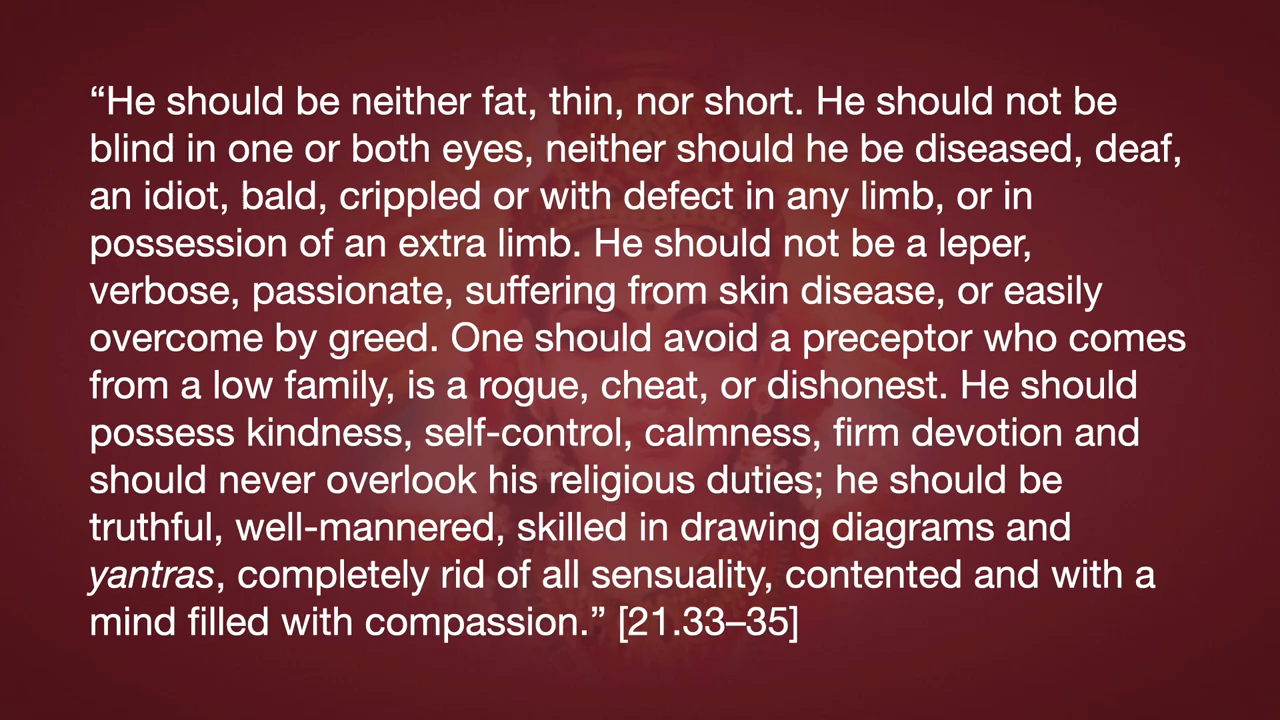 “He should be neither fat, thin, nor short. He should not be
blind in one or both eyes, neither should he be diseased, deaf,
an idiot, bald, crippled or with defect in any limb, or in
possession of an extra limb. He should not be a leper,
verbose, passionate, suffering from skin disease, or easily
overcome by greed. One should avoid a preceptor who comes
from a low family, is a rogue, cheat, or dishonest. He should
possess kindness, self-control, calmness, firm devotion and
should never overlook his religious duties; he should be
truthful, well-mannered, skilled in drawing diagrams and
yantras, completely rid of all sensuality, contented and with a
mind filled with compassion.” [21.33–35]